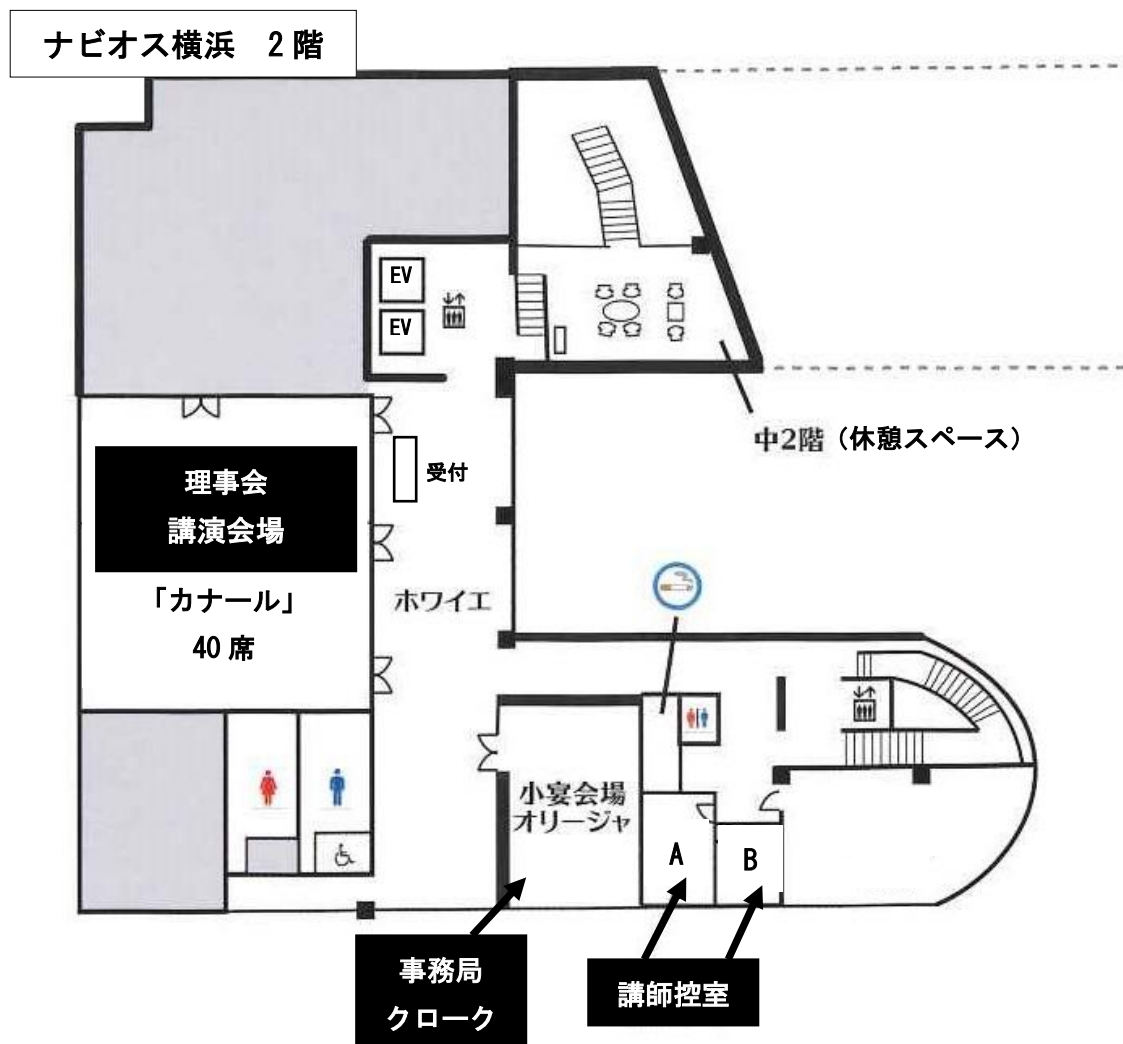 ナビオス横浜 2階
EV
EV
中2階（休憩スペース）
受付
理事会
講演会場
「カナール」
40席
ホワイエ
小宴会場
オリージャ
A
B
事務局
クローク
講師控室